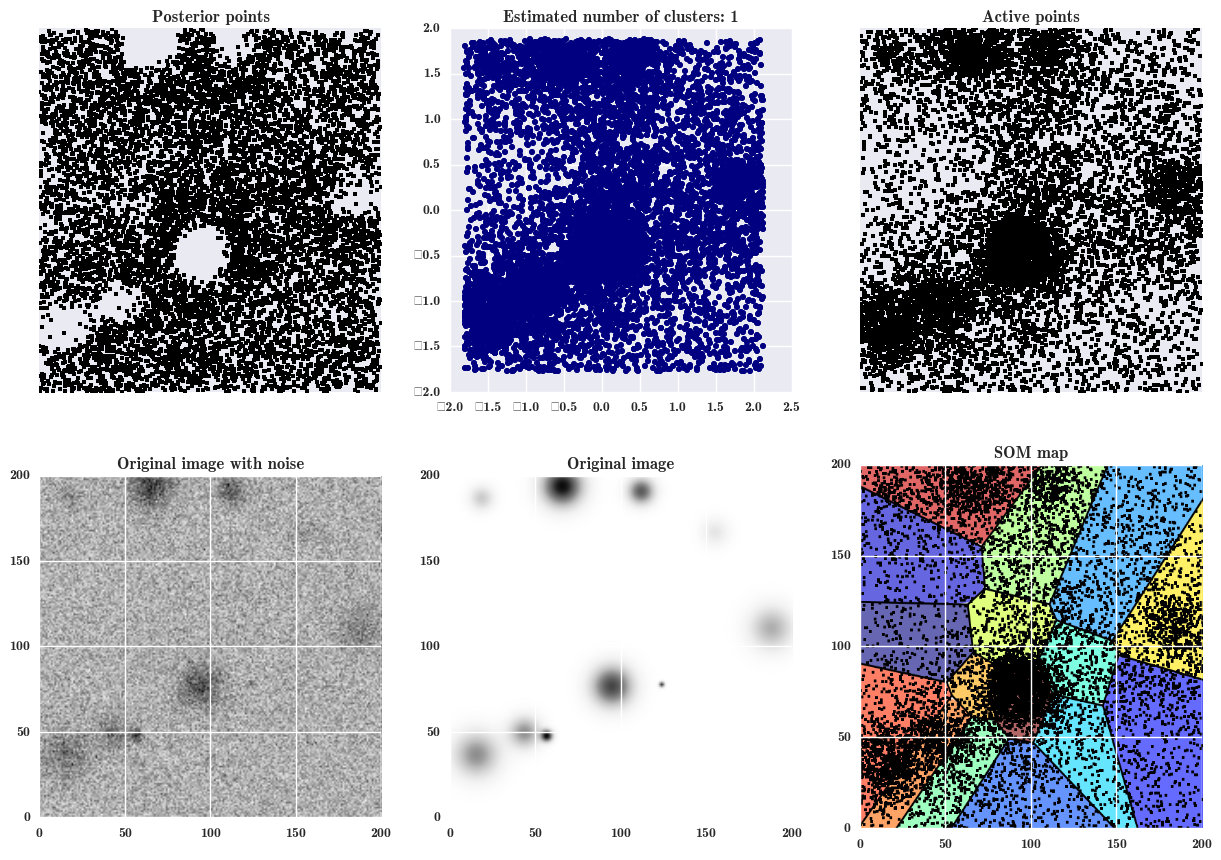 Posterior points
Estimated number of clusters: 1
Active points
2.0
1.5
1.0
0.5
0.0
□0.5
□1.0
□1.5
□2.0
□2.0 □1.5 □1.0 □0.5 0.0 0.5 1.0 1.5 2.0 2.5
Original image with noise
Original image
SOM map
200
150
100
50
0
0 50 100 150 200
200
150
100
50
0
0 50 100 150 200
200
150
100
50
0
0 50 100 150 200